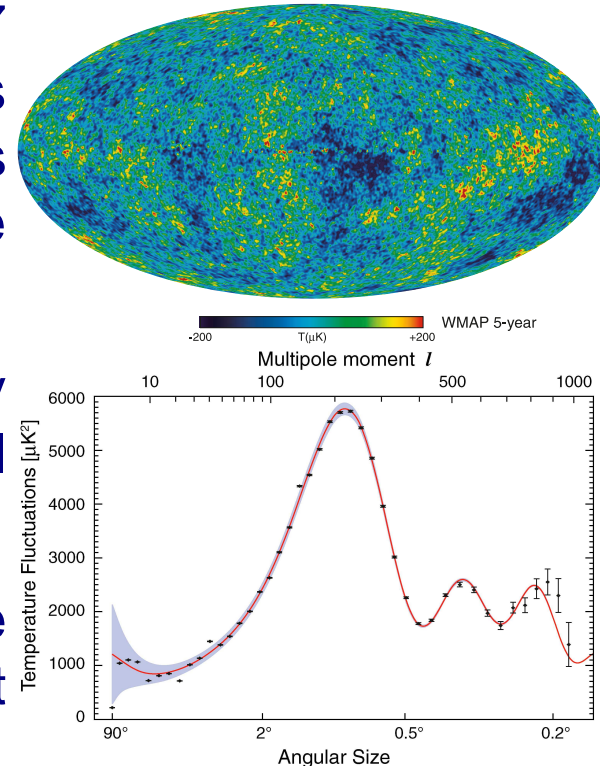 -200 T(μK) +200 WMAP 5-year
Multipole moment l
10 100 500 1000
Temperature Fluctuations [μK²]
6000
5000
4000
3000
2000
1000
0
90° 2° 0.5° 0.2°
Angular Size